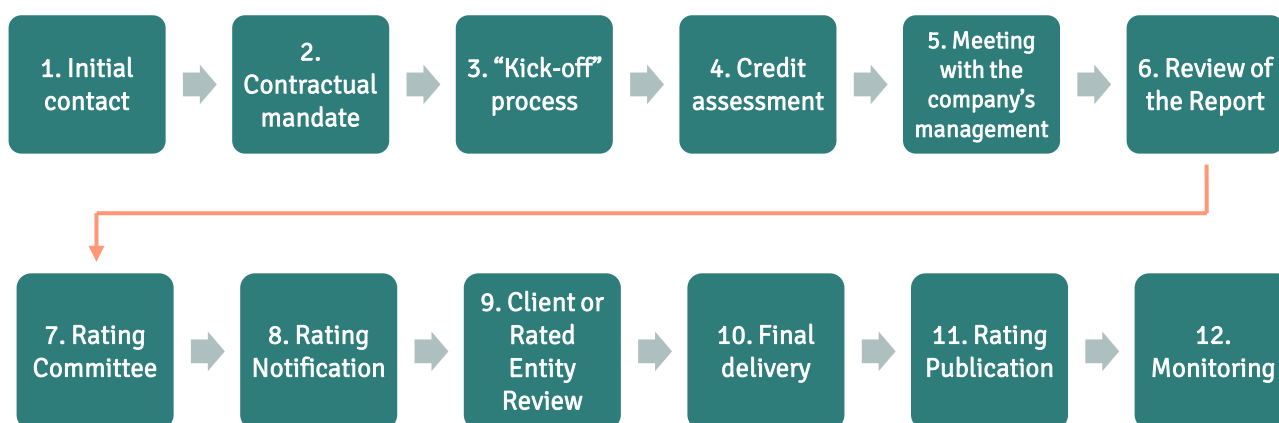 1. Initial
contact
2.
Contractual
mandate
3. “Kick-off”
process
4. Credit
assessment
5. Meeting
with the
company’s
management
6. Review of
the Report
7. Rating
Committee
8. Rating
Notification
9. Client or
Rated
Entity
Review
10. Final
delivery
11. Rating
Publication
12.
Monitoring